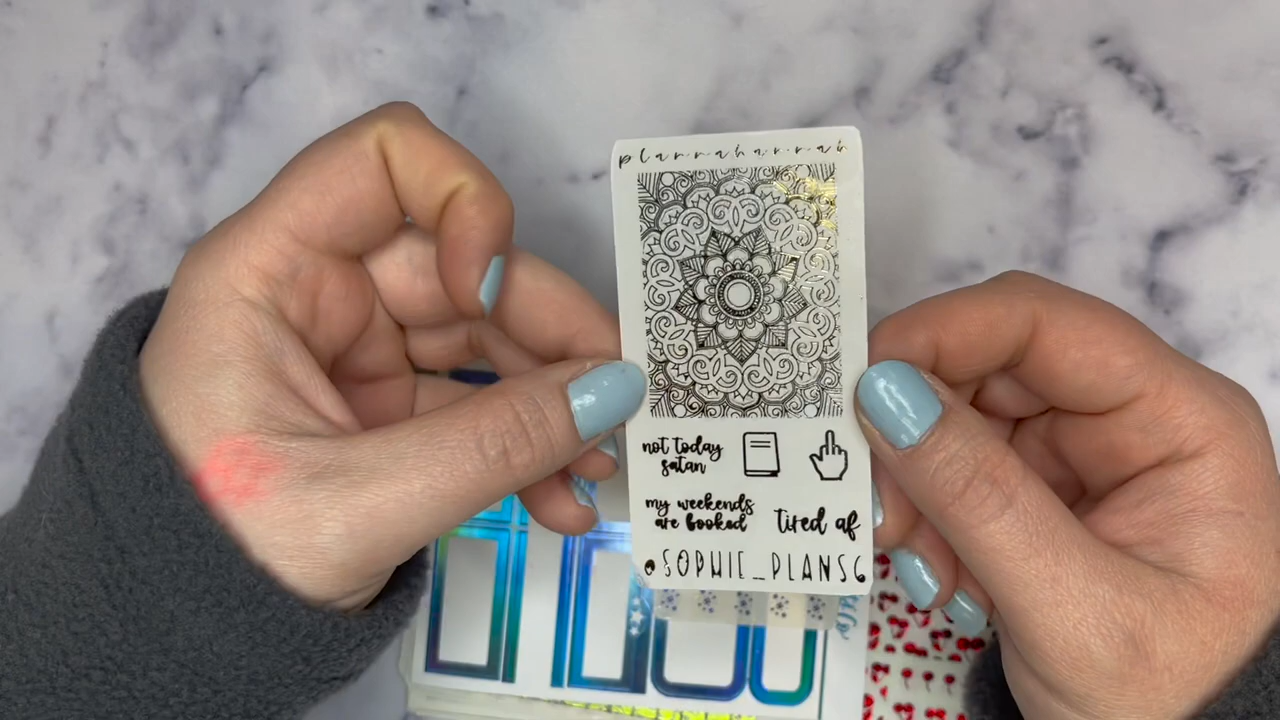 plannahannah
not today
satan
my weekends
are booked
tired af
@SOPHIE_PLANS6